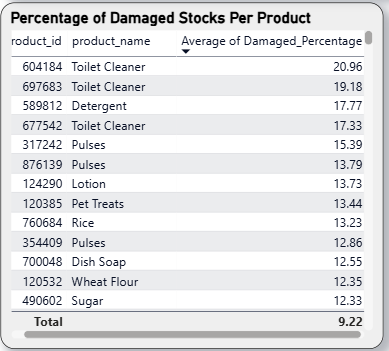 Percentage of Damaged Stocks Per Product
roduct_id product_name Average of Damaged_Percentage
604184 Toilet Cleaner 20.96
697683 Toilet Cleaner 19.18
589812 Detergent 17.77
677542 Toilet Cleaner 17.33
317242 Pulses 15.39
876139 Pulses 13.79
124290 Lotion 13.73
120385 Pet Treats 13.44
760684 Rice 13.23
354409 Pulses 12.86
700048 Dish Soap 12.55
120532 Wheat Flour 12.35
490602 Sugar 12.33
Total 9.22